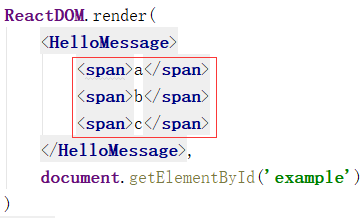 ReactDOM.render(
<HelloMessage>
<span>a</span>
<span>b</span>
<span>c</span>
</HelloMessage>,
document.getElementById('example')
)